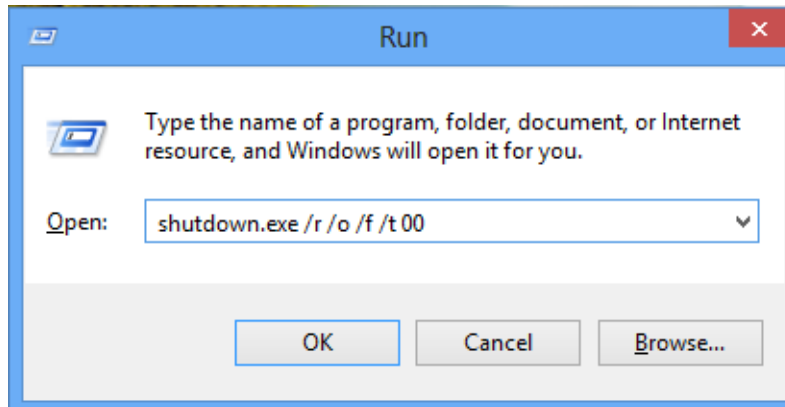 Run
Type the name of a program, folder, document, or Internet
resource, and Windows will open it for you.
Open: shutdown.exe /r /o /f /t 00
OK Cancel Browse...